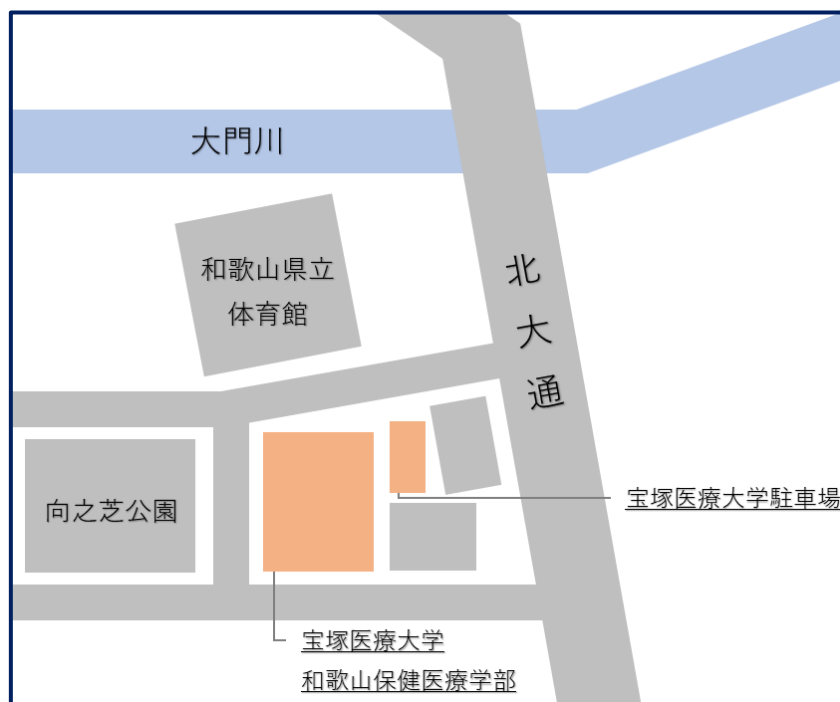 大門川
和歌山県立
体育館
北大通
向之芝公園
宝塚医療大学駐車場
宝塚医療大学
和歌山保健医療学部